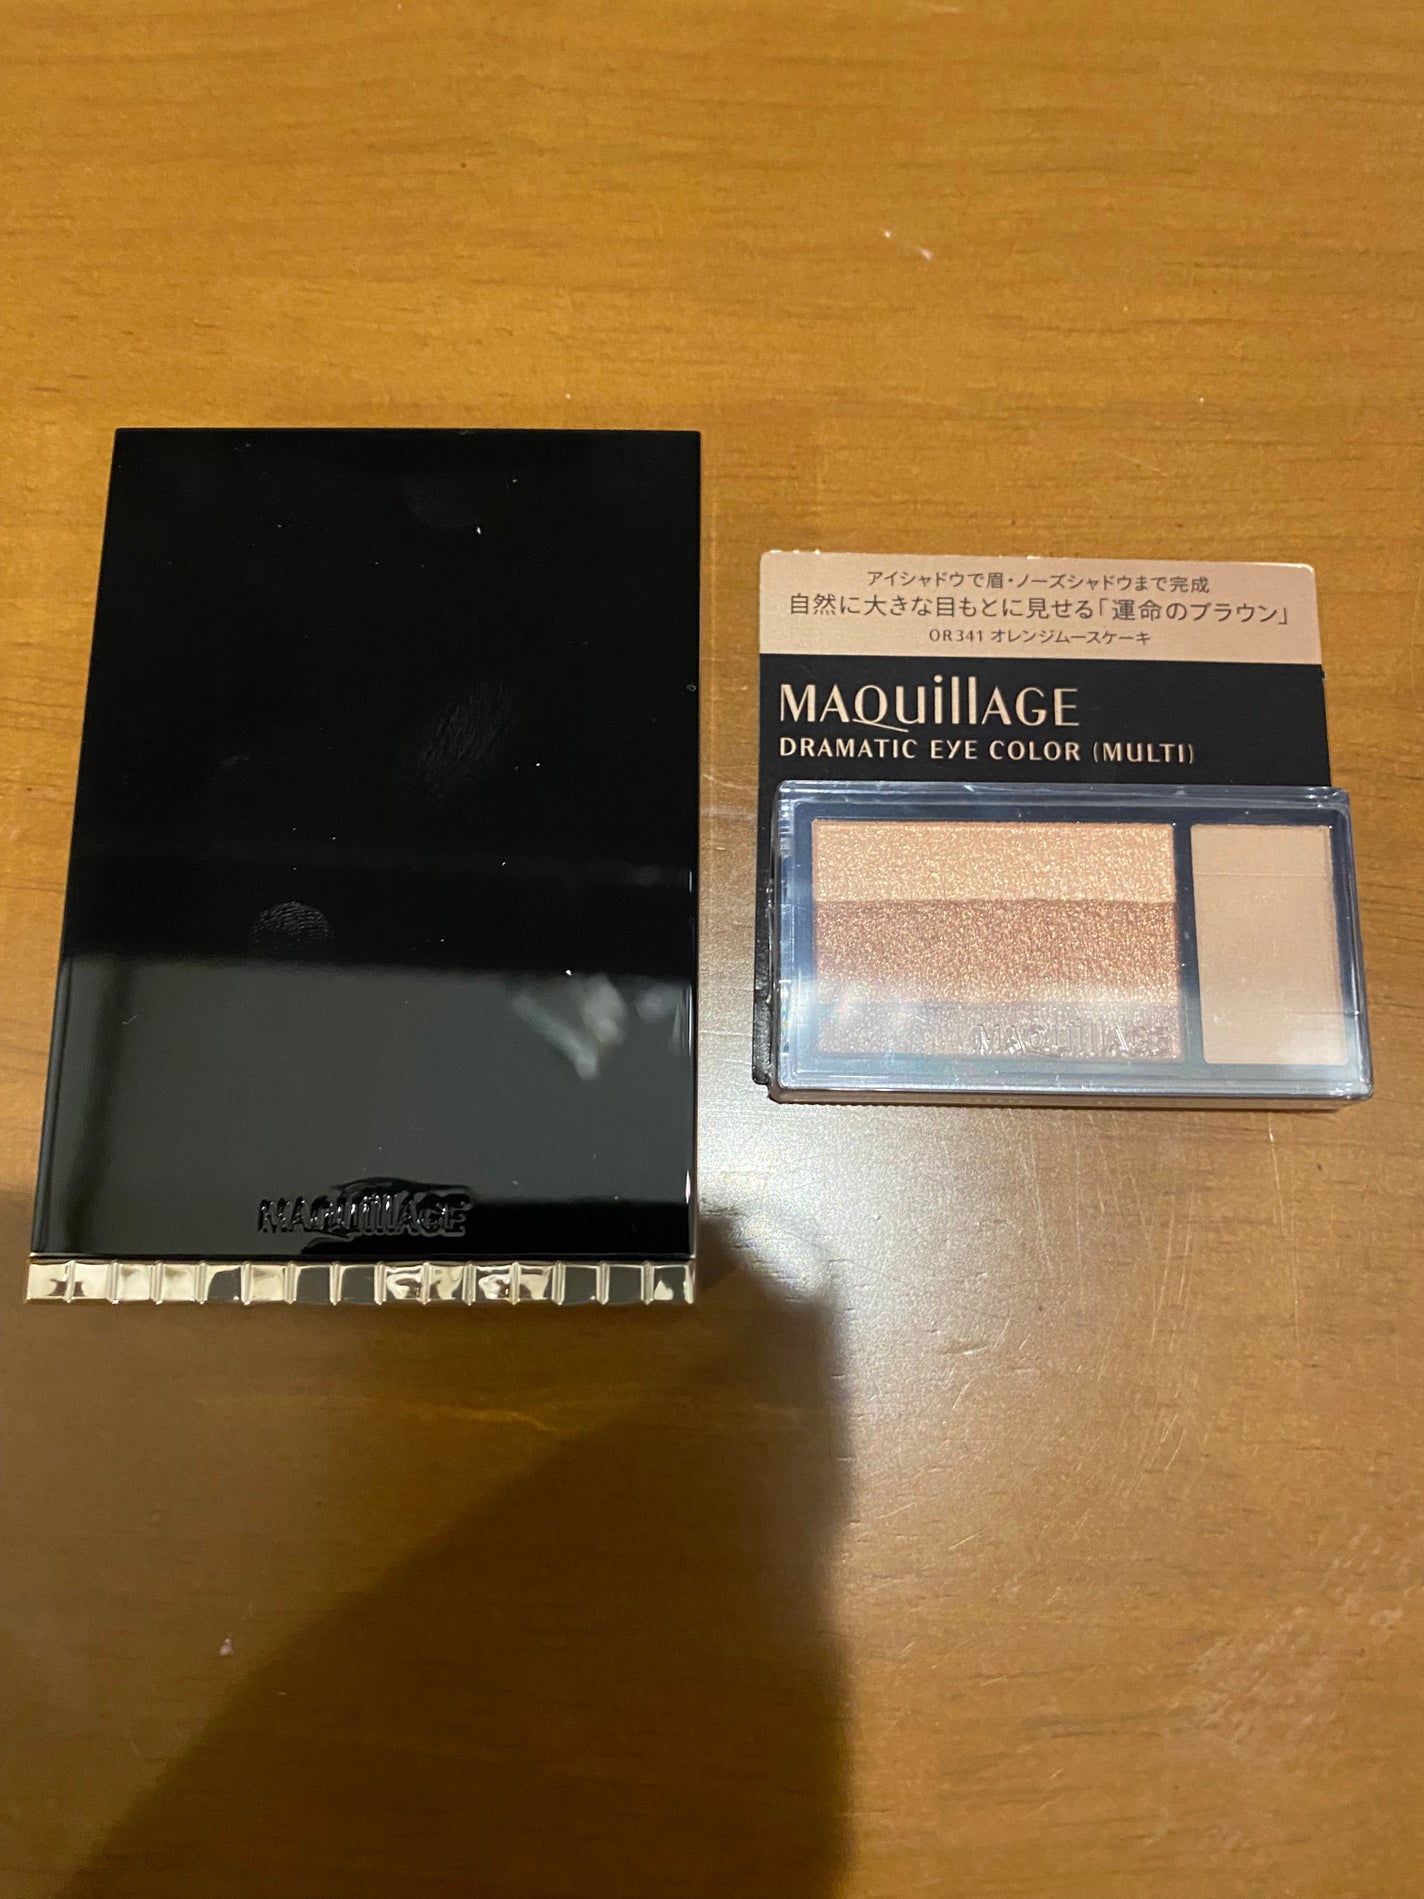 MAQuillAGE
アイシャドウで眉・ノーズシャドウまで完成
自然に大きな目もとに見せる「運命のブラウン」
OR341 オレンジムースケーキ
MAQuillAGE
DRAMATIC EYE COLOR (MULTI)
MAQuillAGE